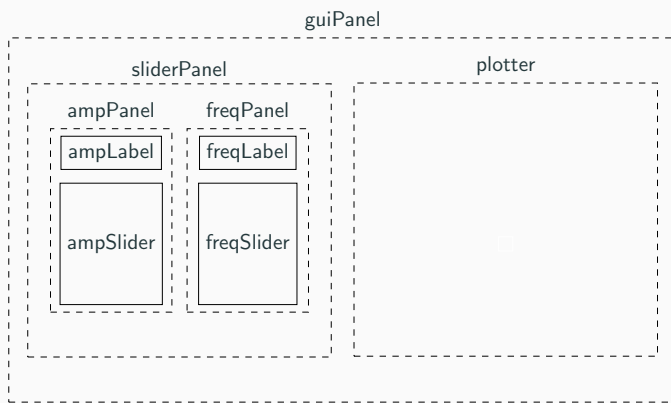 guiPanel
sliderPanel
plotter
ampPanel
freqPanel
ampLabel
freqLabel
ampSlider
freqSlider